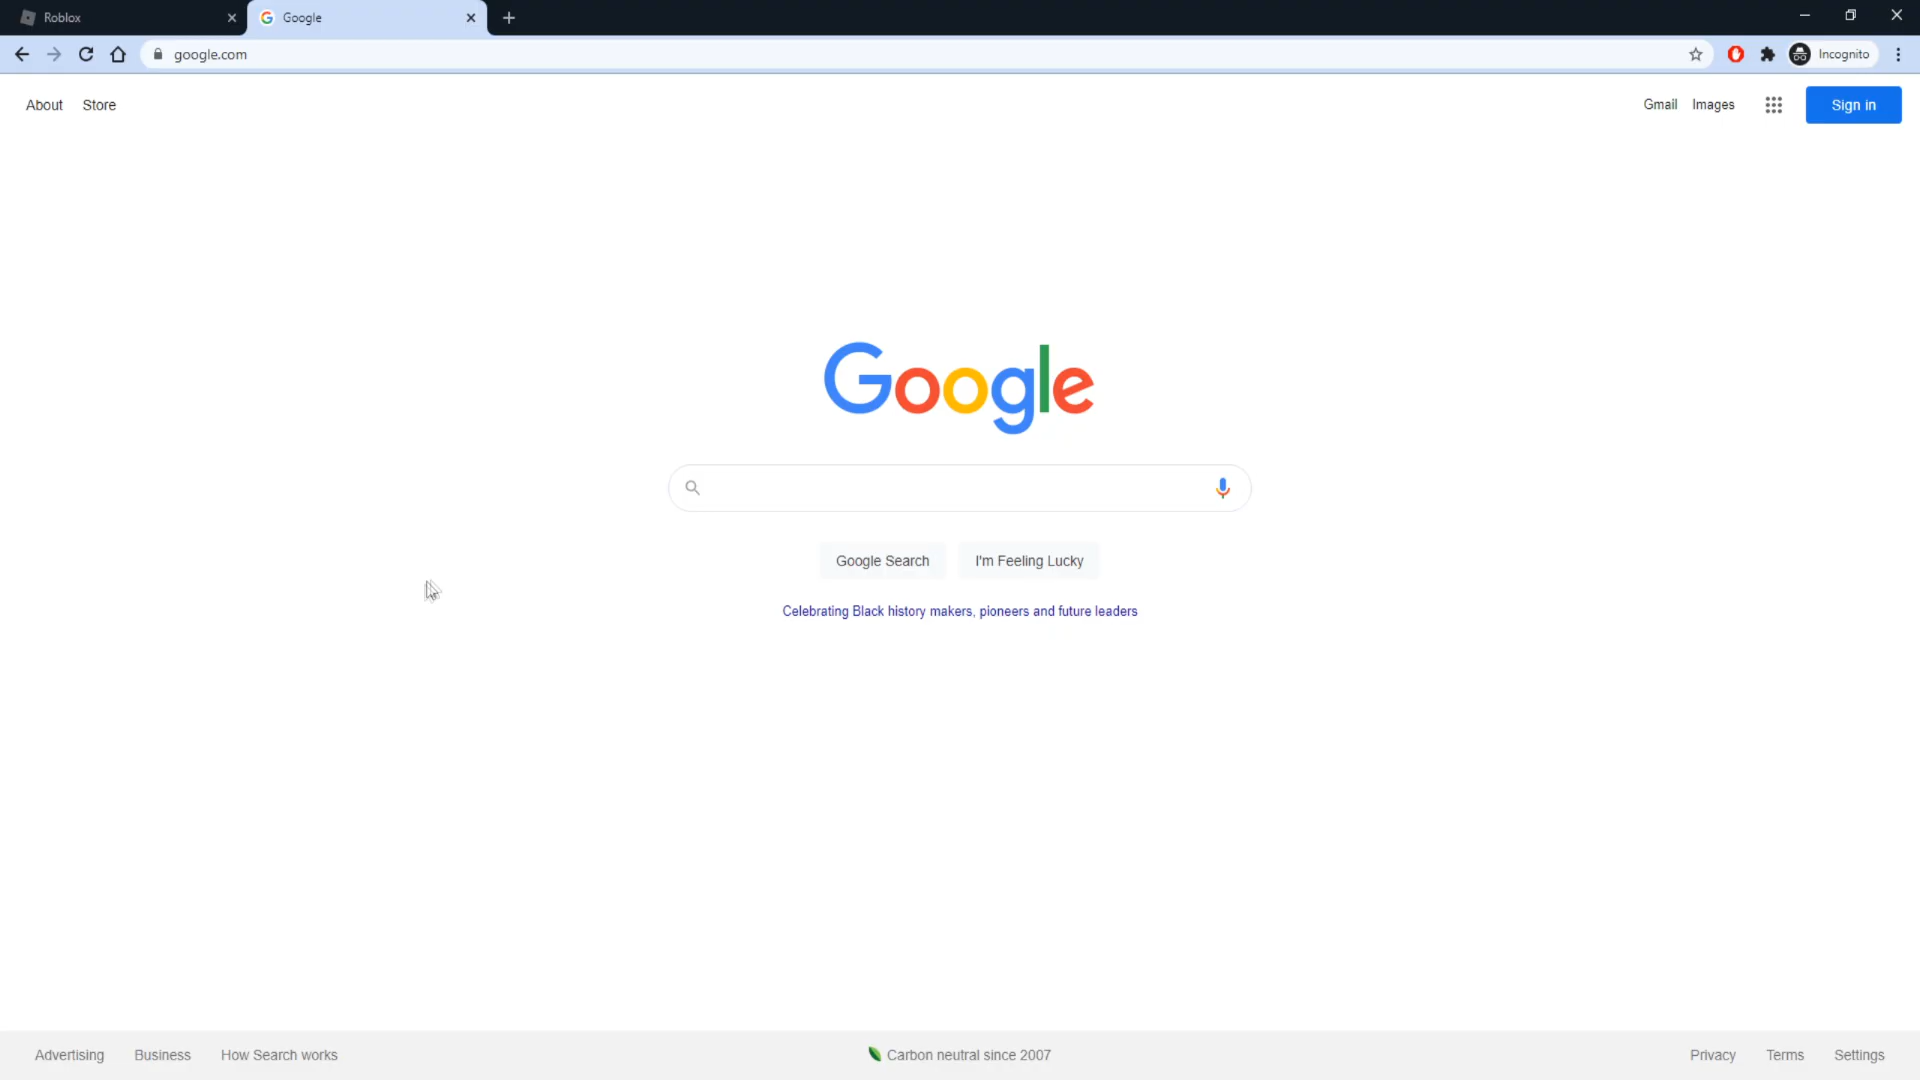 Roblox
Google
google.com
Incognito
About Store
Gmail Images Sign in
Google
Google Search I'm Feeling Lucky
Celebrating Black history makers, pioneers and future leaders
Advertising Business How Search works Carbon neutral since 2007 Privacy Terms Settings